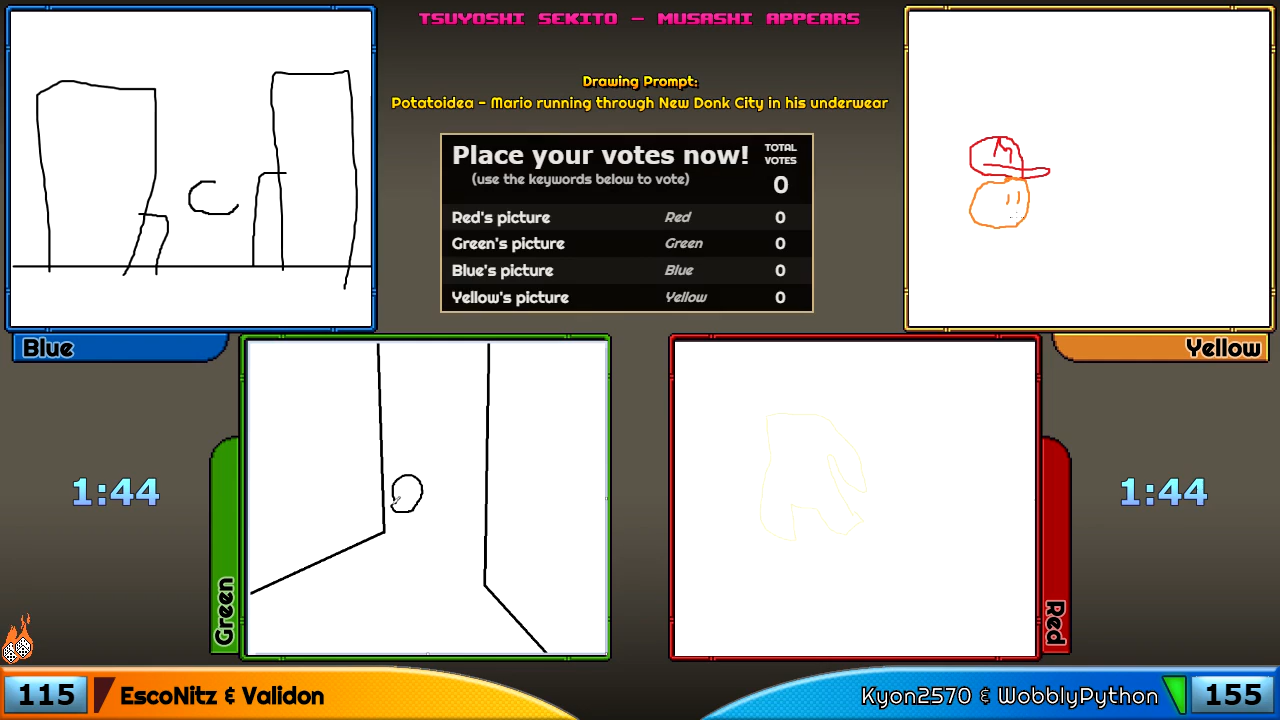 TSUYOSHI SEKITO - MUSASHI APPEARS
Drawing Prompt:
Potatoidea - Mario running through New Donk City in his underwear
Place your votes now!
(use the keywords below to vote)
TOTAL
VOTES
0
Red's picture Red 0
Green's picture Green 0
Blue's picture Blue 0
Yellow's picture Yellow 0
M
Blue
Yellow
1:44
1:44
Green
Red
115
EscoNitz & Validon
Kyon2570 & WobblyPython
155